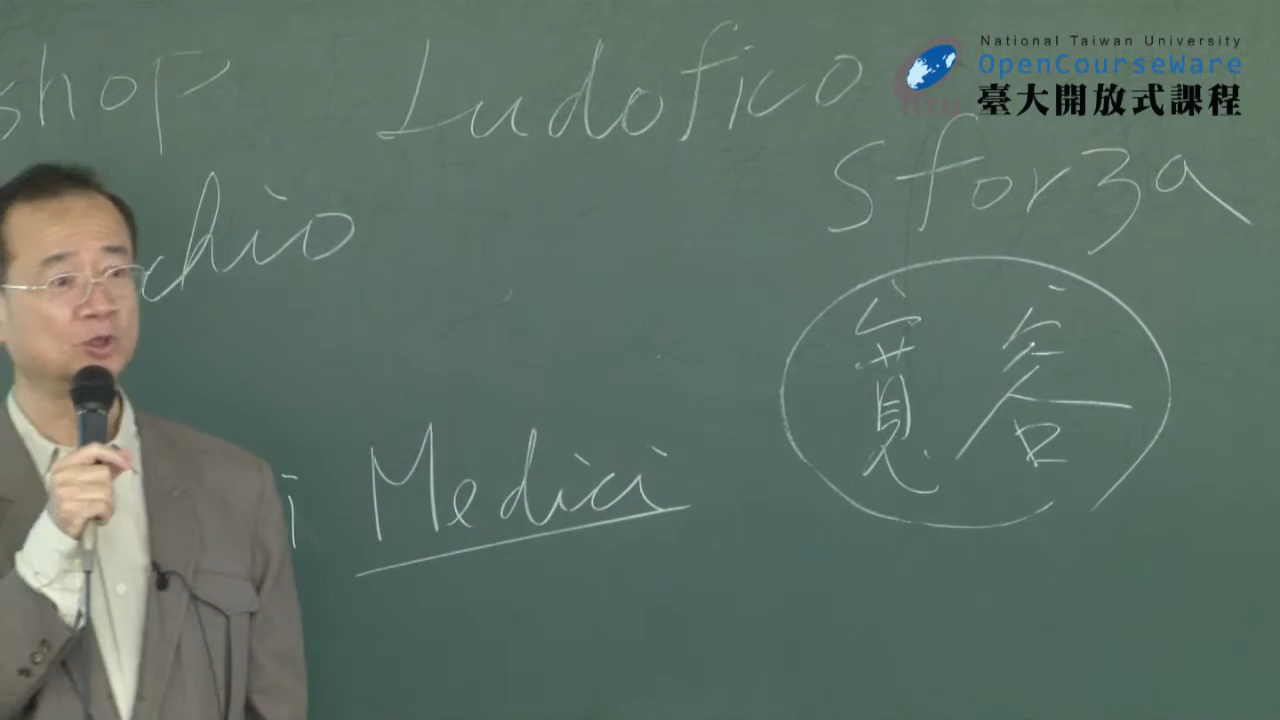 National Taiwan University
OpenCourseWare
臺大開放式課程
shop Ludofico
Sforza
chio
寬容
i Medici